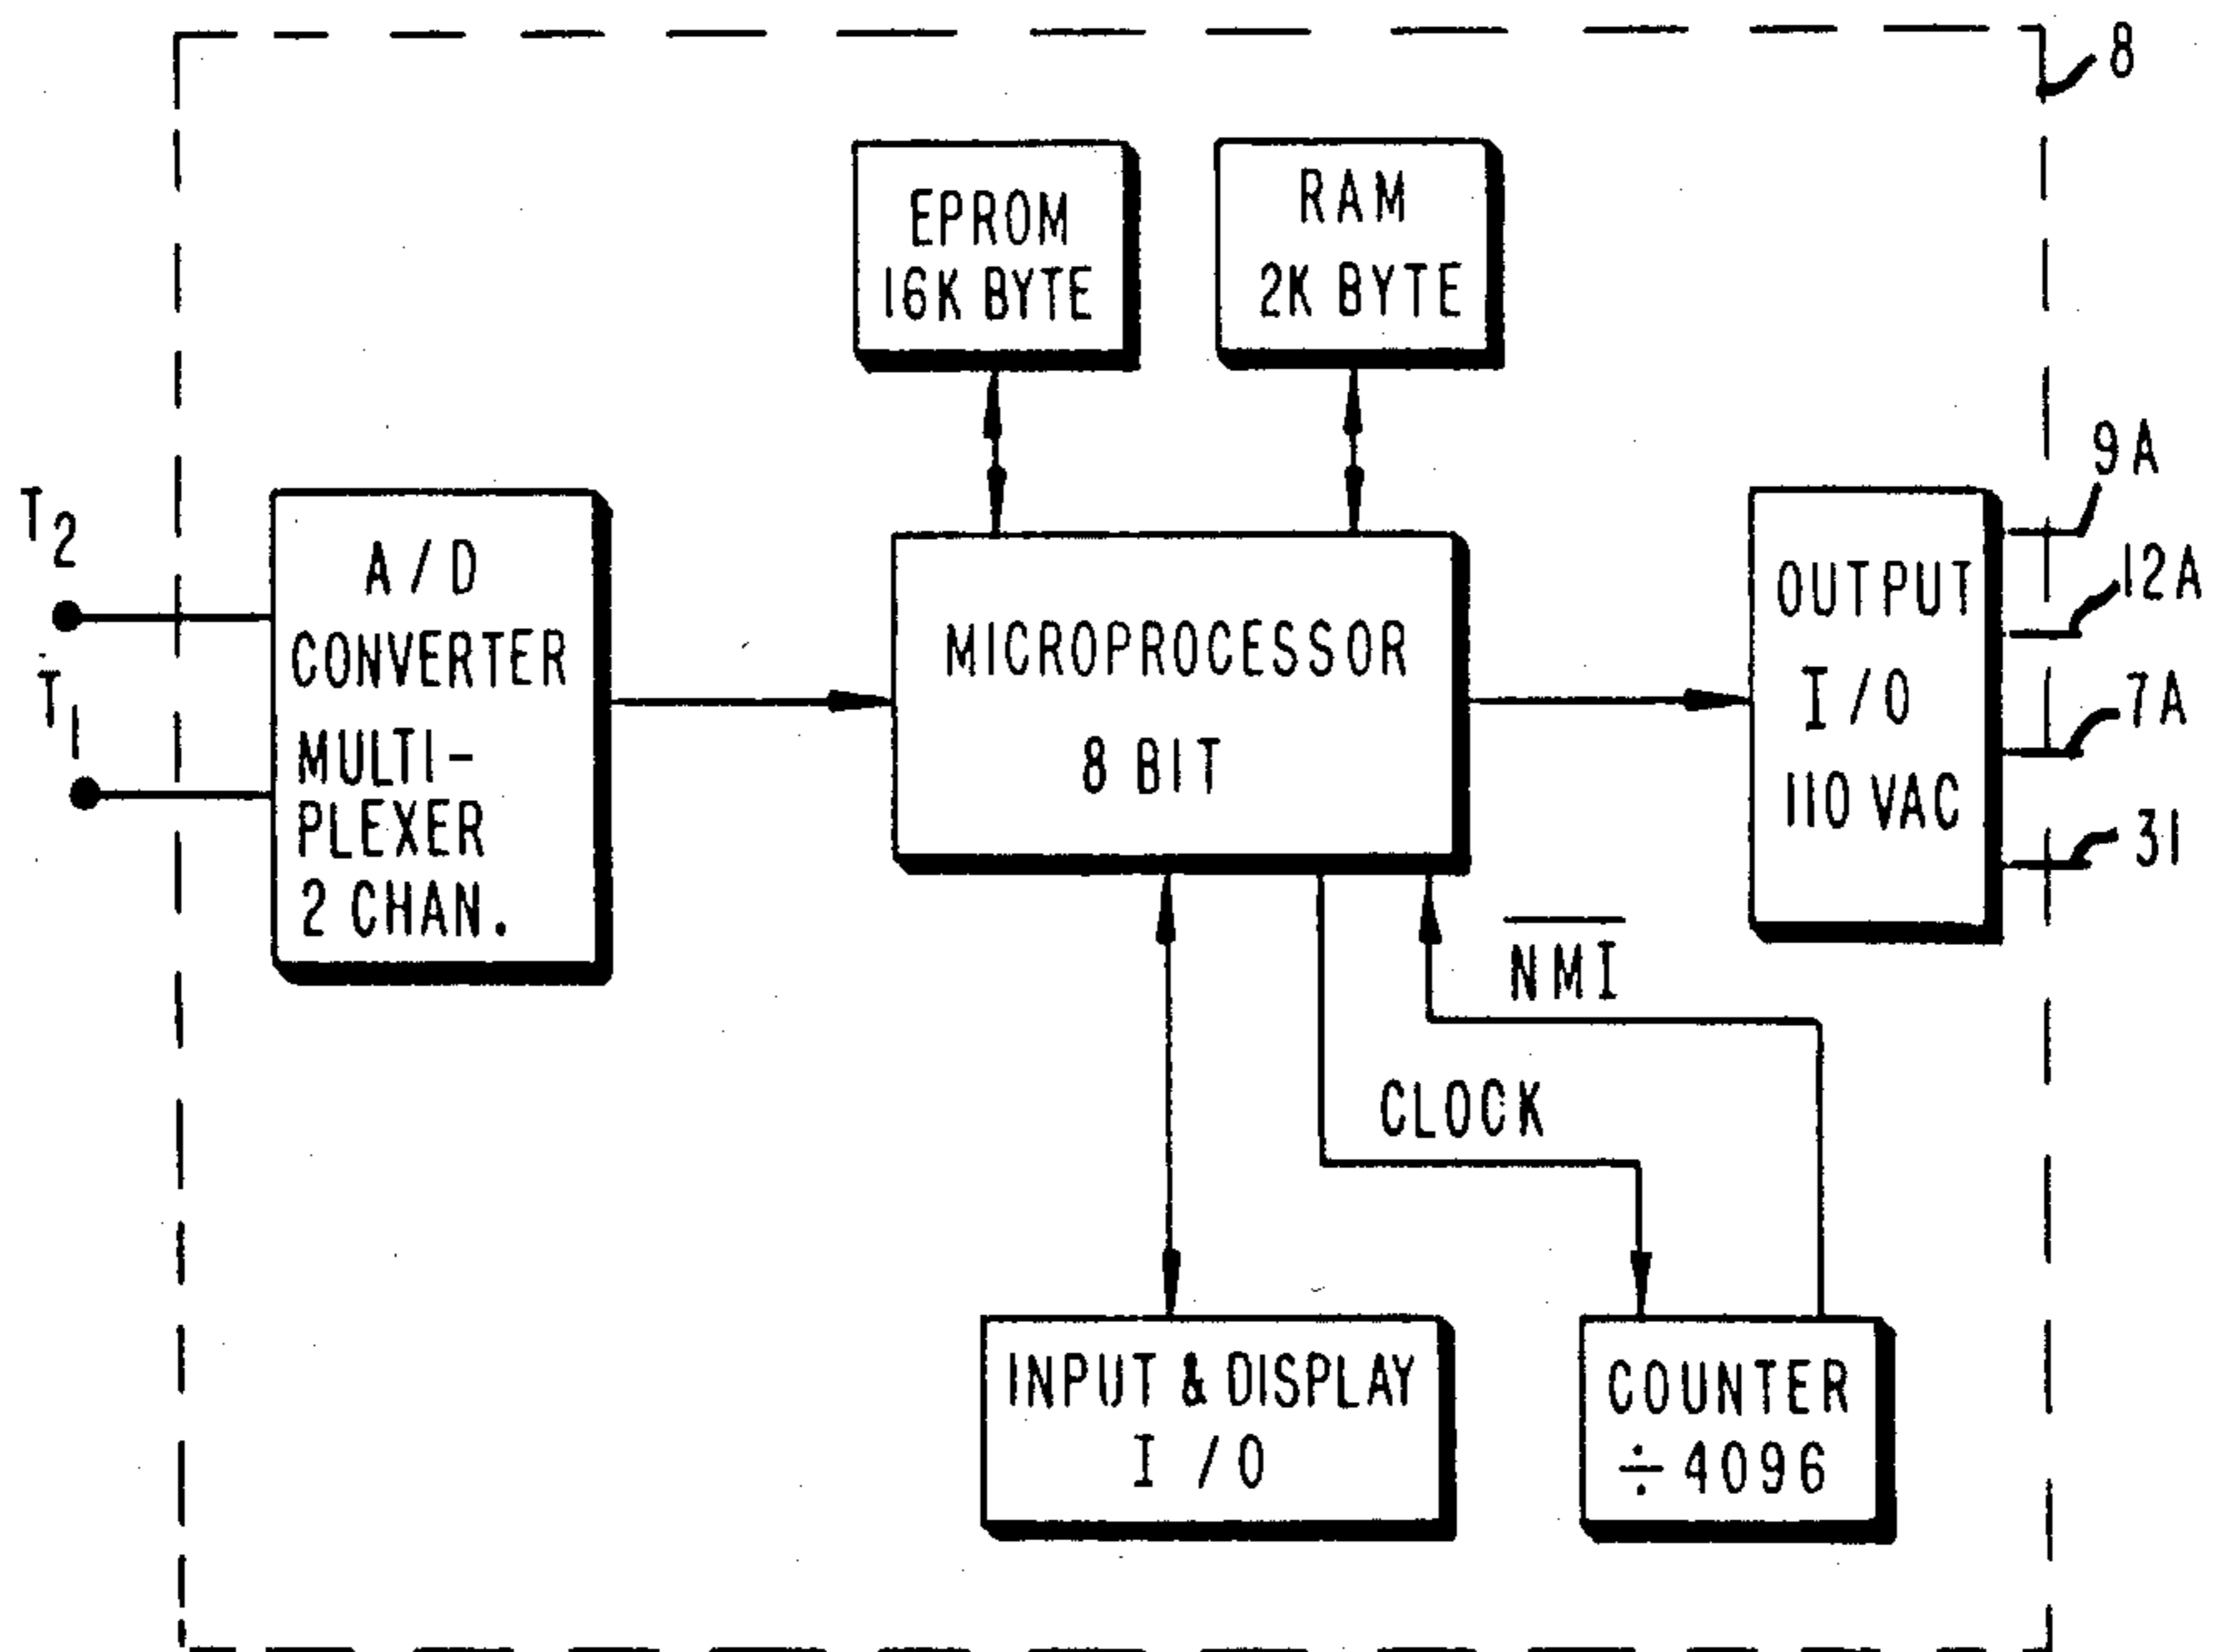 8
EPROM
16K BYTE
RAM
2K BYTE
T2
T1
A/D
CONVERTER
MULTI-
PLEXER
2 CHAN.
MICROPROCESSOR
8 BIT
OUTPUT
I/O
110 VAC
9A
12A
7A
31
N̅M̅I̅
CLOCK
INPUT & DISPLAY
I/O
COUNTER
÷4096